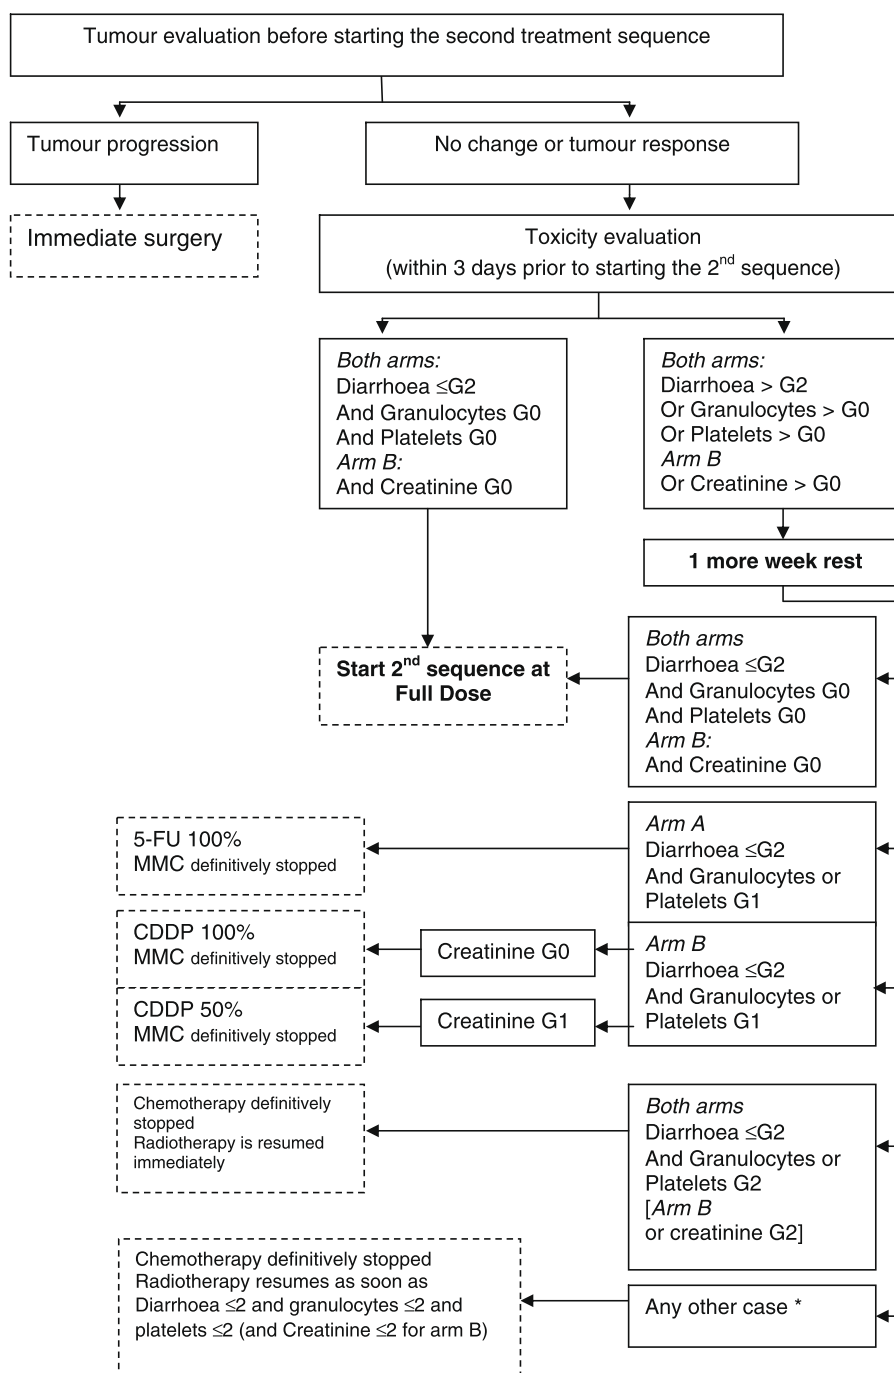 Tumour evaluation before starting the second treatment sequence
Tumour progression
No change or tumour response
Immediate surgery
Toxicity evaluation
(within 3 days prior to starting the 2nd sequence)
Both arms:
Diarrhoea ≤G2
And Granulocytes G0
And Platelets G0
Arm B:
And Creatinine G0
Both arms:
Diarrhoea > G2
Or Granulocytes > G0
Or Platelets > G0
Arm B
Or Creatinine > G0
1 more week rest
Start 2nd sequence at
Full Dose
Both arms
Diarrhoea ≤G2
And Granulocytes G0
And Platelets G0
Arm B:
And Creatinine G0
5-FU 100%
MMC definitively stopped
Arm A
Diarrhoea ≤G2
And Granulocytes or
Platelets G1
CDDP 100%
MMC definitively stopped
Creatinine G0
Arm B
Diarrhoea ≤G2
And Granulocytes or
Platelets G1
CDDP 50%
MMC definitively stopped
Creatinine G1
Chemotherapy definitively
stopped
Radiotherapy is resumed
immediately
Both arms
Diarrhoea ≤G2
And Granulocytes or
Platelets G2
[Arm B
or creatinine G2]
Chemotherapy definitively stopped
Radiotherapy resumes as soon as
Diarrhoea ≤2 and granulocytes ≤2 and
platelets ≤2 (and Creatinine ≤2 for arm B)
Any other case *